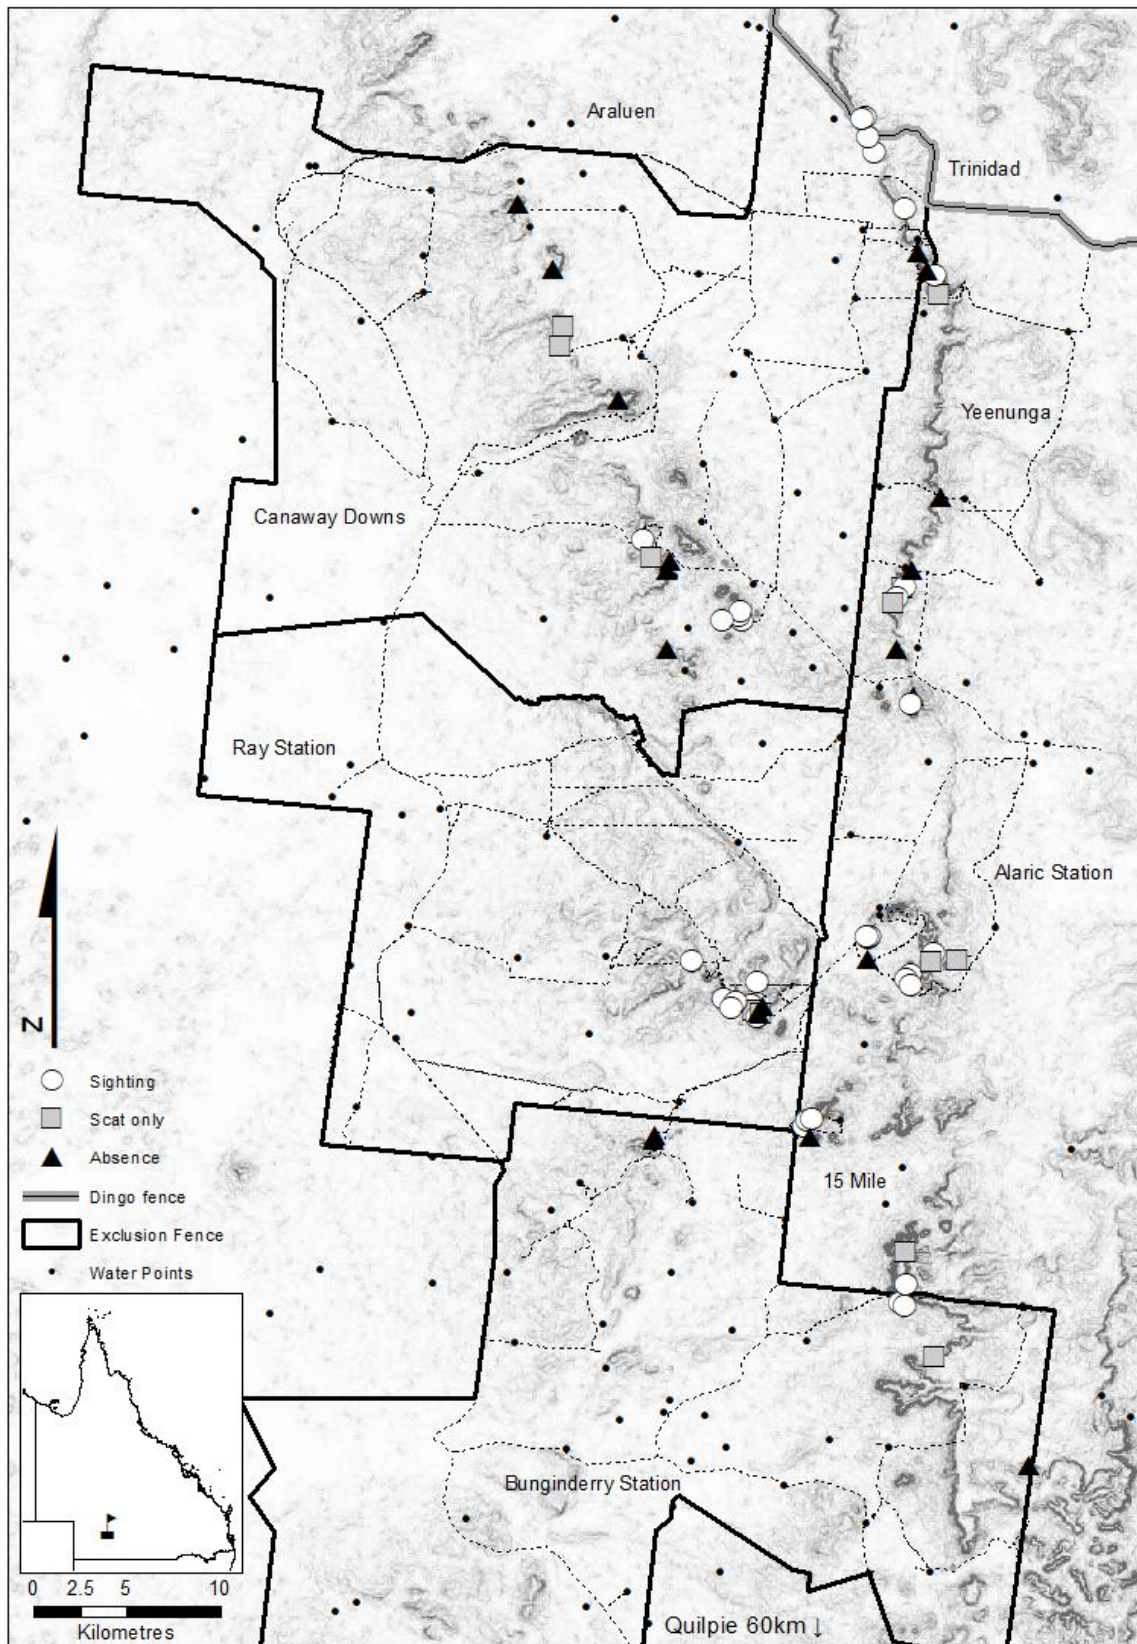 Araluen
Trinidad
Yeenunga
Canaway Downs
Ray Station
Alaric Station
N
Sighting
Scat only
Absence
15 Mile
Dingo fence
Exclusion Fence
Water Points
Bunginderry Station
0 2.5 5 10
Kilometres
Quilpie 60km ↓